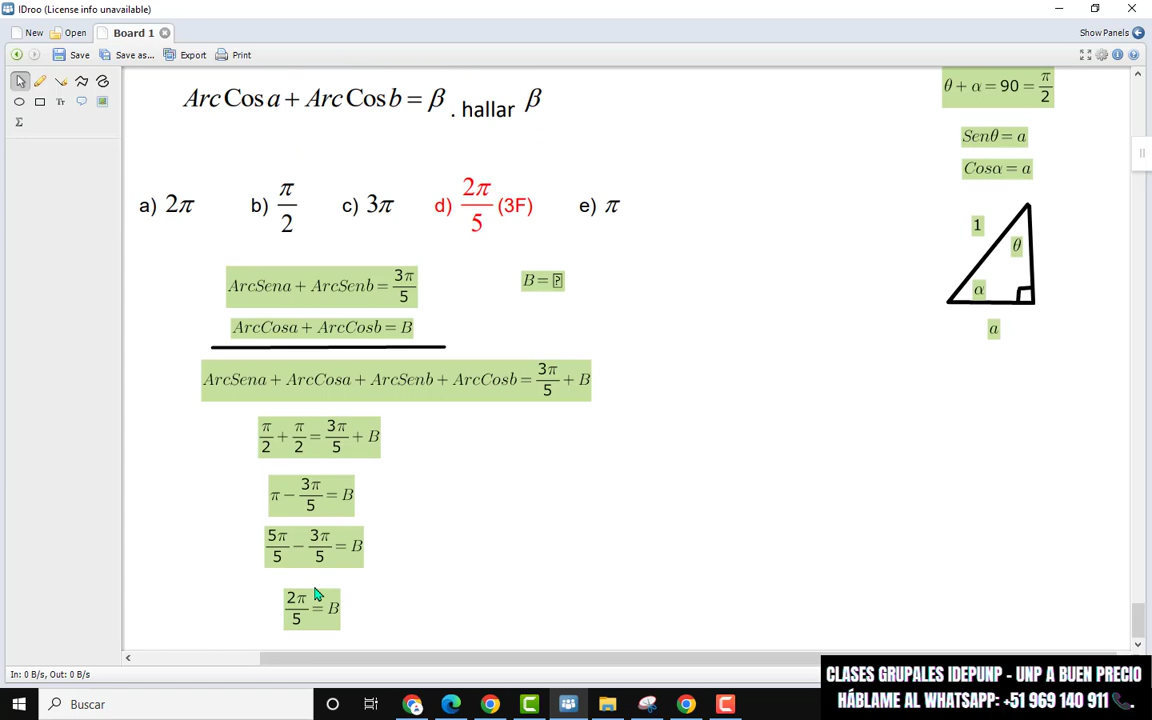 IDroo (License info unavailable)
New Open Board 1 Show Panels
Save Save as... Export Print
ArcCosa + ArcCosb = β . hallar β
θ + α = 90 = π/2
Senθ = a
Cosα = a
a) 2π b) π/2 c) 3π d) 2π/5 (3F) e) π
1
θ
α
a
ArcSena + ArcSenb = 3π/5
B = ?
ArcCosa + ArcCosb = B
ArcSena + ArcCosa + ArcSenb + ArcCosb = 3π/5 + B
π/2 + π/2 = 3π/5 + B
π − 3π/5 = B
5π/5 − 3π/5 = B
2π/5 = B
In: 0 B/s, Out: 0 B/s
CLASES GRUPALES IDEPUNP - UNP A BUEN PRECIO
HÁBLAME AL WHATSAPP: +51 969 140 911 📞.
Buscar